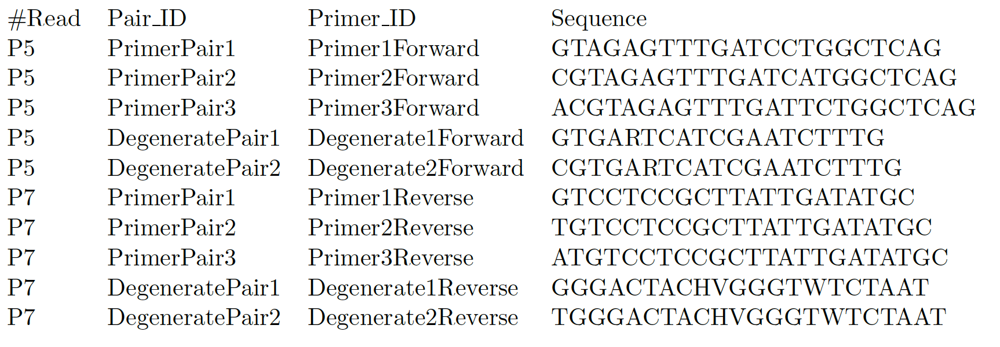 #Read Pair_ID Primer_ID Sequence
P5 PrimerPair1 Primer1Forward GTAGAGTTTGATCCTGGCTCAG
P5 PrimerPair2 Primer2Forward CGTAGAGTTTGATCATGGCTCAG
P5 PrimerPair3 Primer3Forward ACGTAGAGTTTGATTCTGGCTCAG
P5 DegeneratePair1 Degenerate1Forward GTGARTCATCGAATCTTTG
P5 DegeneratePair2 Degenerate2Forward CGTGARTCATCGAATCTTTG
P7 PrimerPair1 Primer1Reverse GTCCTCCGCTTATTGATATGC
P7 PrimerPair2 Primer2Reverse TGTCCTCCGCTTATTGATATGC
P7 PrimerPair3 Primer3Reverse ATGTCCTCCGCTTATTGATATGC
P7 DegeneratePair1 Degenerate1Reverse GGGACTACHVGGGTWTCTAAT
P7 DegeneratePair2 Degenerate2Reverse TGGGACTACHVGGGTWTCTAAT